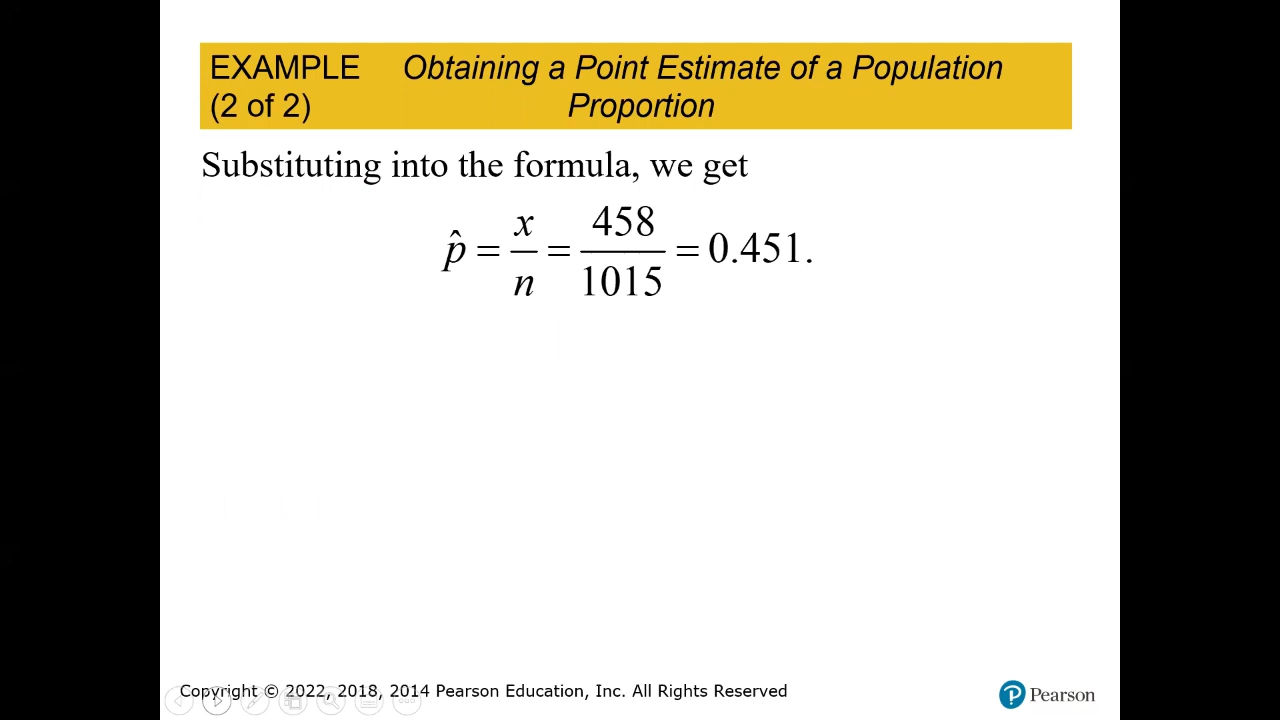 EXAMPLE Obtaining a Point Estimate of a Population
(2 of 2) Proportion
Substituting into the formula, we get
p̂ = x/n = 458/1015 = 0.451.
Copyright © 2022, 2018, 2014 Pearson Education, Inc. All Rights Reserved
P Pearson